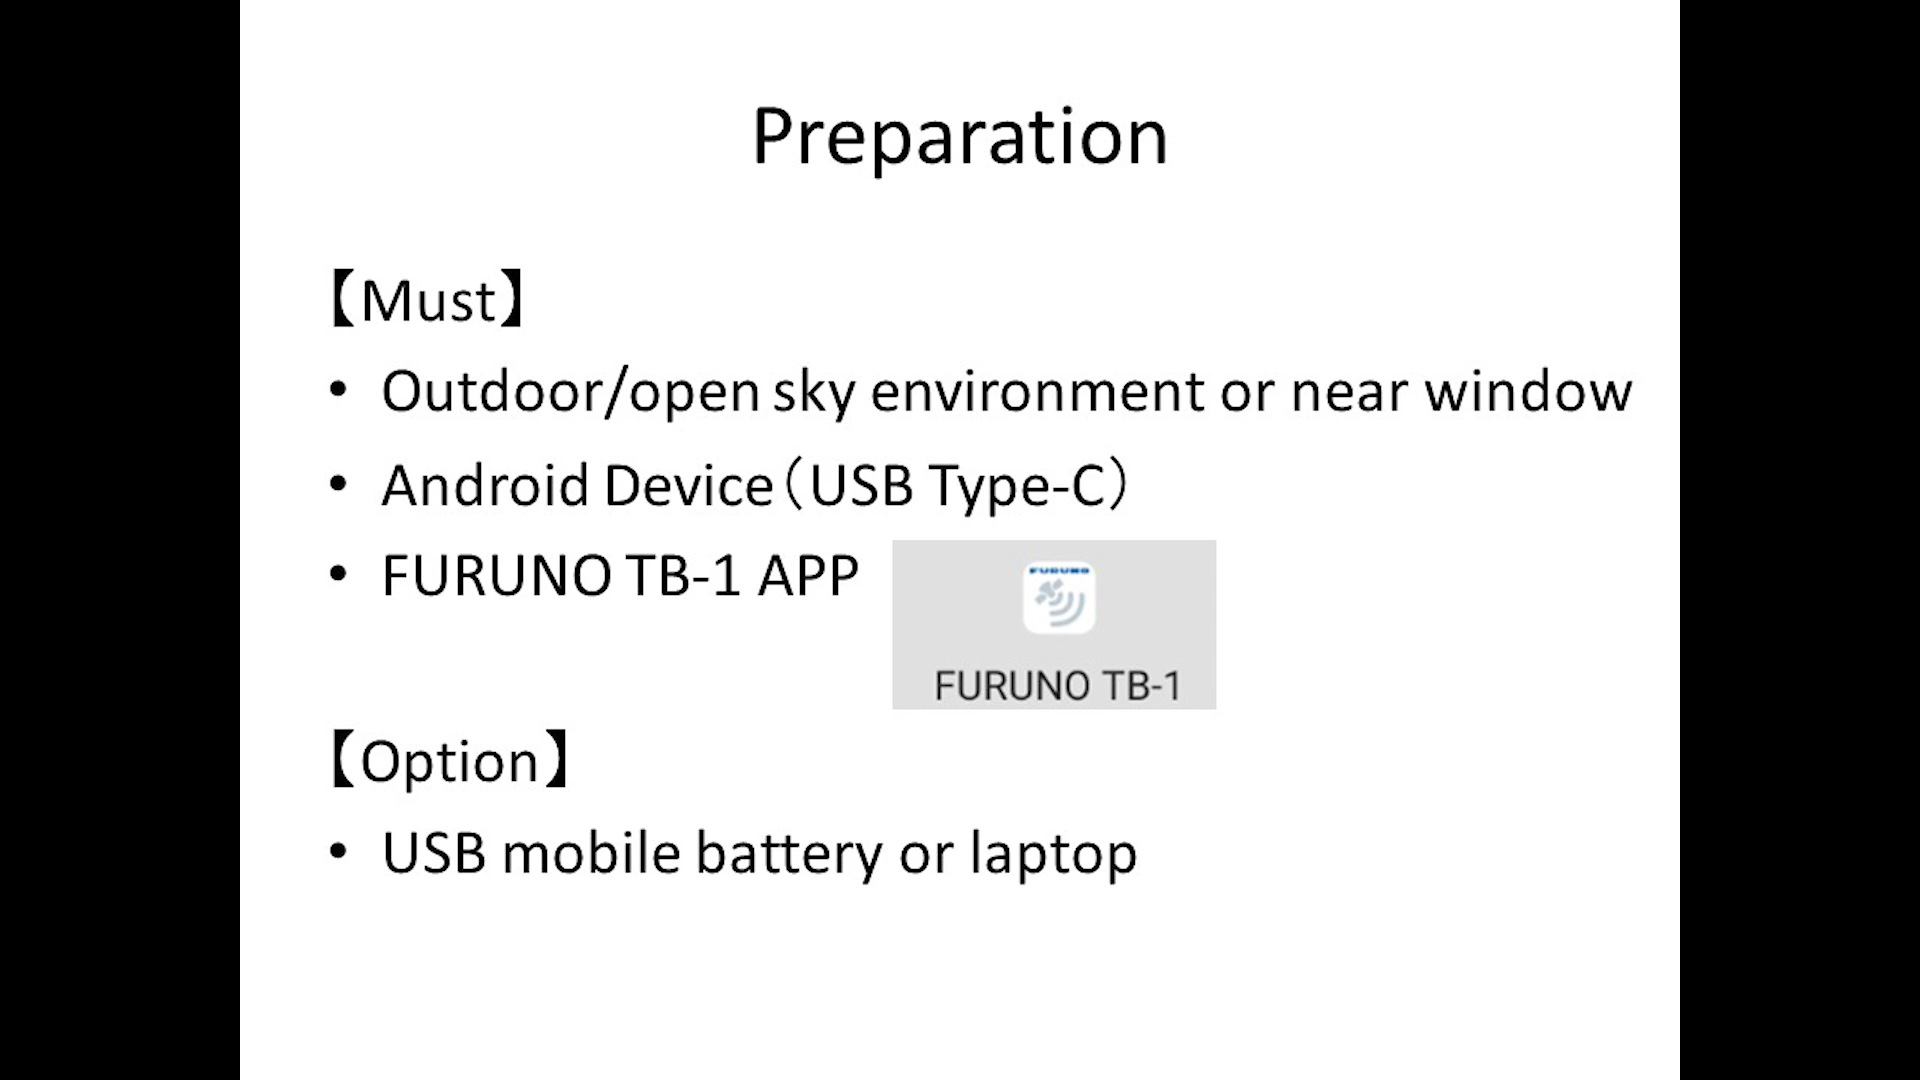 Preparation
【Must】
• Outdoor/open sky environment or near window
• Android Device（USB Type-C）
• FURUNO TB-1 APP
FURUNO
FURUNO TB-1
【Option】
• USB mobile battery or laptop